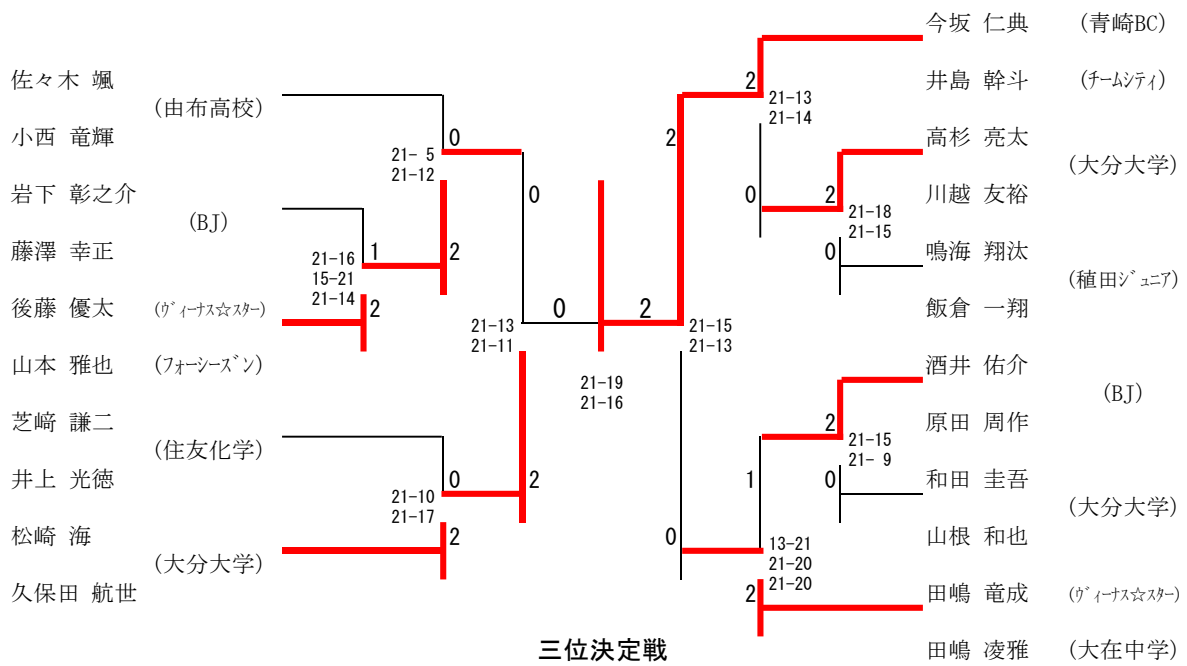 佐々木 颯
(由布高校)
小西 竜輝
岩下 彰之介
(BJ)
藤澤 幸正
後藤 優太 (ヴィーナス☆スター)
山本 雅也 (フォーシーズン)
芝﨑 謙二
(住友化学)
井上 光徳
松崎 海
(大分大学)
久保田 航世
0
21- 5
21-12
2
1
21-16
15-21
21-14
2
0
21-13
21-11
2
0
21-10
21-17
2
0
2
21-19
21-16
2
21-15
21-13
0
2
21-13
21-14
0
2
21-18
21-15
0
2
21-15
21- 9
0
1
13-21
21-20
21-20
2
今坂 仁典 (青崎BC)
井島 幹斗 (チームシティ)
高杉 亮太
(大分大学)
川越 友裕
鳴海 翔汰
(稙田ジュニア)
飯倉 一翔
酒井 佑介
(BJ)
原田 周作
和田 圭吾
(大分大学)
山根 和也
田嶋 竜成 (ヴィーナス☆スター)
田嶋 凌雅 (大在中学)
三位決定戦